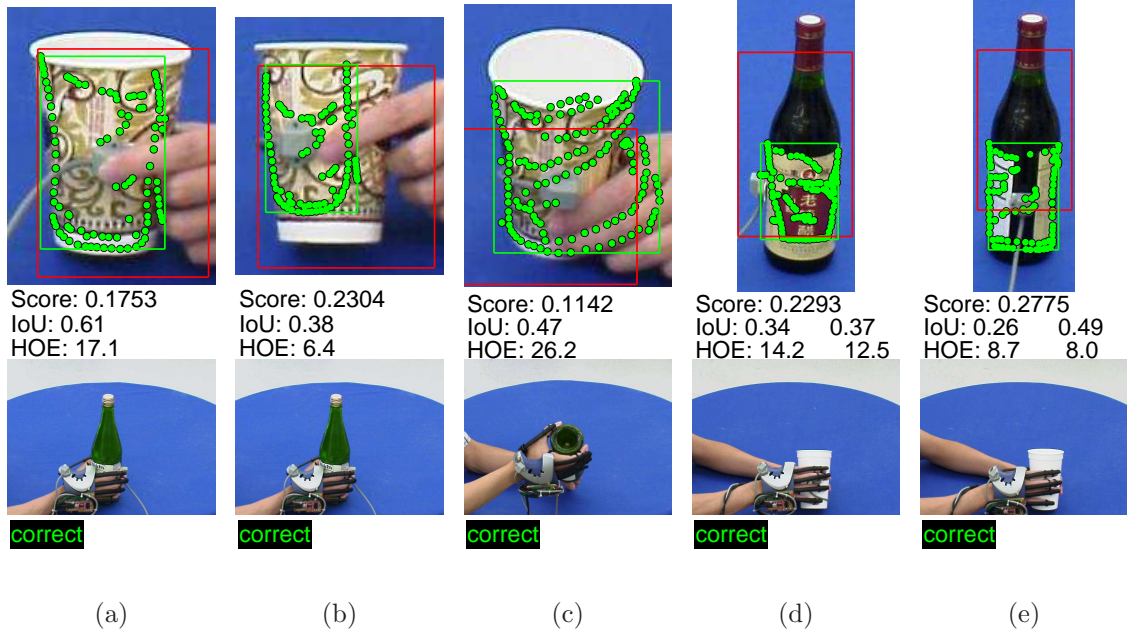 Score: 0.1753
IoU: 0.61
HOE: 17.1
correct
(a)
Score: 0.2304
IoU: 0.38
HOE: 6.4
correct
(b)
Score: 0.1142
IoU: 0.47
HOE: 26.2
correct
(c)
老
Score: 0.2293
IoU: 0.34 0.37
HOE: 14.2 12.5
correct
(d)
Score: 0.2775
IoU: 0.26 0.49
HOE: 8.7 8.0
correct
(e)